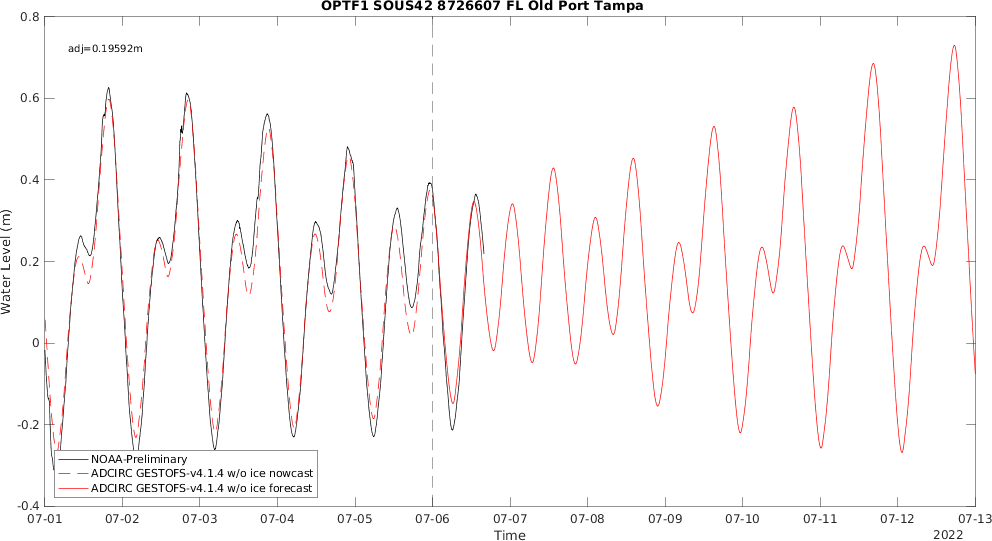 OPTF1 SOUS42 8726607 FL Old Port Tampa
adj=0.19592m
0.8
0.6
0.4
0.2
0
-0.2
-0.4
Water Level (m)
NOAA-Preliminary
ADCIRC GESTOFS-v4.1.4 w/o ice nowcast
ADCIRC GESTOFS-v4.1.4 w/o ice forecast
07-01 07-02 07-03 07-04 07-05 07-06 07-07 07-08 07-09 07-10 07-11 07-12 07-13
Time
2022